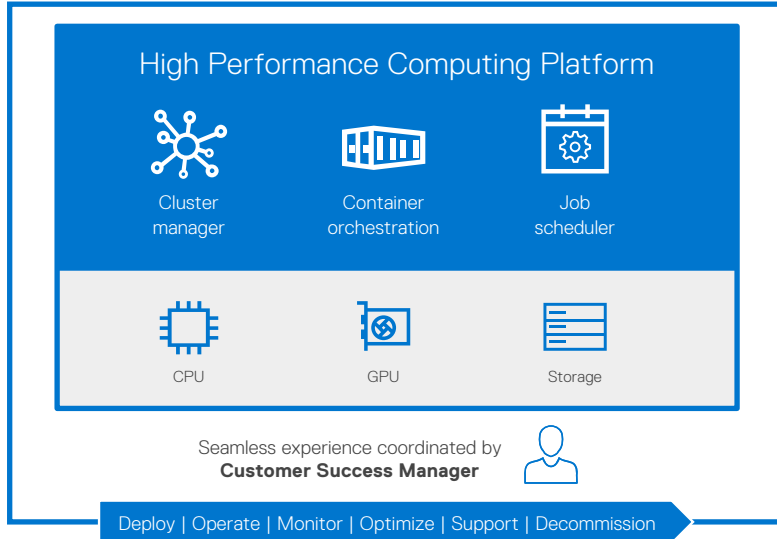 High Performance Computing Platform
Cluster
manager
Container
orchestration
Job
scheduler
CPU
GPU
Storage
Seamless experience coordinated by
Customer Success Manager
Deploy | Operate | Monitor | Optimize | Support | Decommission